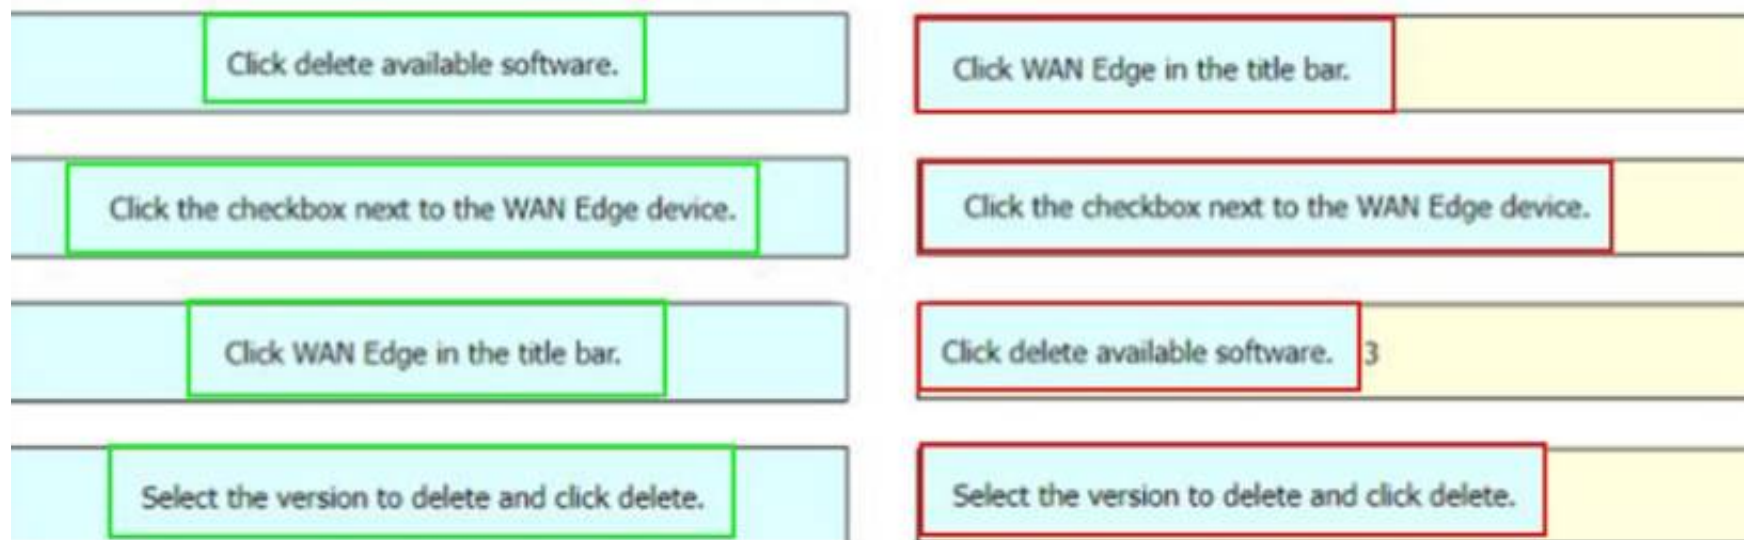 Click delete available software.
Click the checkbox next to the WAN Edge device.
Click WAN Edge in the title bar.
Select the version to delete and click delete.
Click WAN Edge in the title bar.
Click the checkbox next to the WAN Edge device.
Click delete available software. 3
Select the version to delete and click delete.